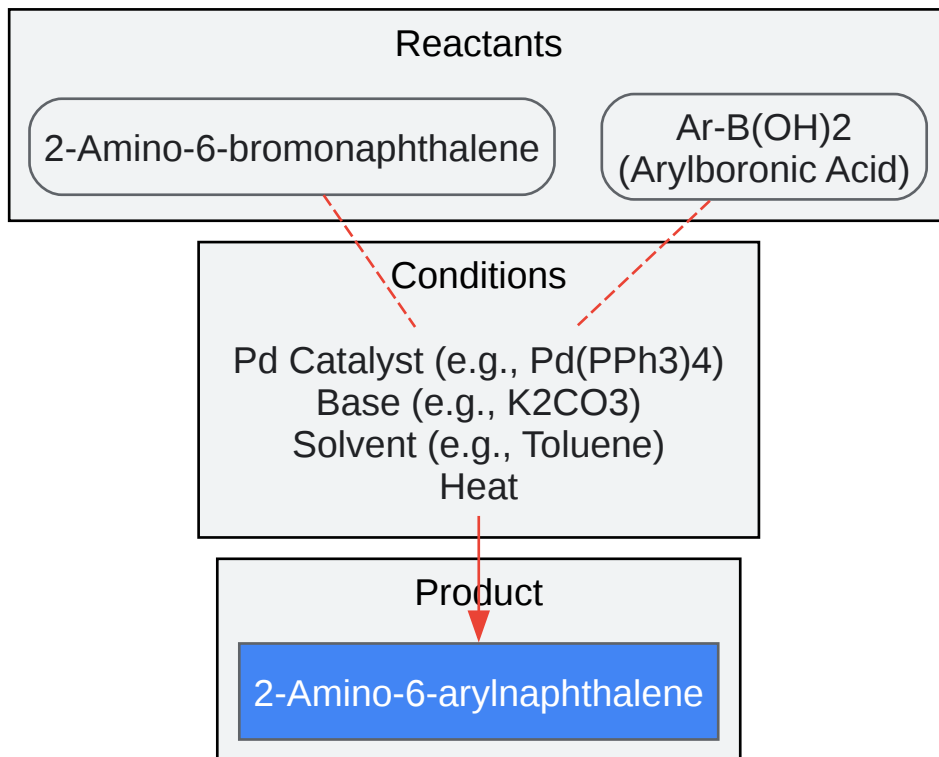 Reactants
2-Amino-6-bromonaphthalene
Ar-B(OH)2
(Arylboronic Acid)
Conditions
Pd Catalyst (e.g., Pd(PPh3)4)
Base (e.g., K2CO3)
Solvent (e.g., Toluene)
Heat
Product
2-Amino-6-arylnaphthalene